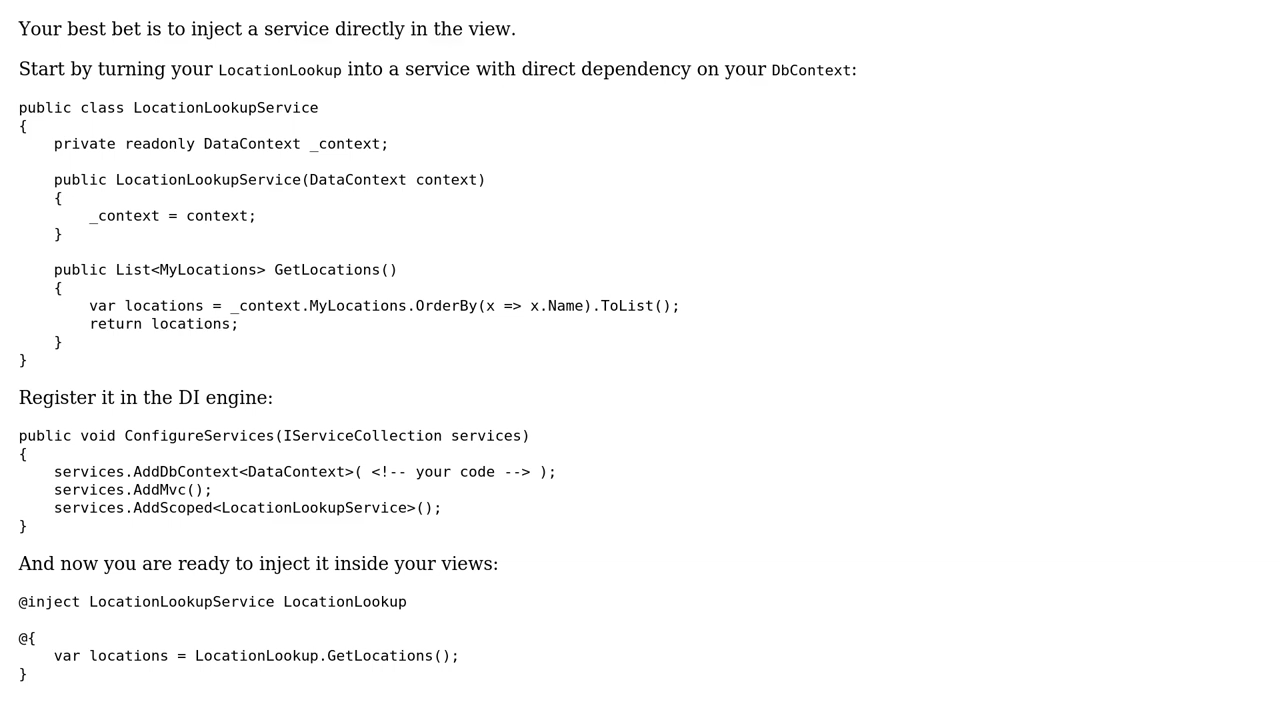 Your best bet is to inject a service directly in the view.
Start by turning your LocationLookup into a service with direct dependency on your DbContext:
public class LocationLookupService
{
    private readonly DataContext _context;

    public LocationLookupService(DataContext context)
    {
        _context = context;
    }

    public List<MyLocations> GetLocations()
    {
        var locations = _context.MyLocations.OrderBy(x => x.Name).ToList();
        return locations;
    }
}
Register it in the DI engine:
public void ConfigureServices(IServiceCollection services)
{
    services.AddDbContext<DataContext>( <!-- your code --> );
    services.AddMvc();
    services.AddScoped<LocationLookupService>();
}
And now you are ready to inject it inside your views:
@inject LocationLookupService LocationLookup

@{
    var locations = LocationLookup.GetLocations();
}